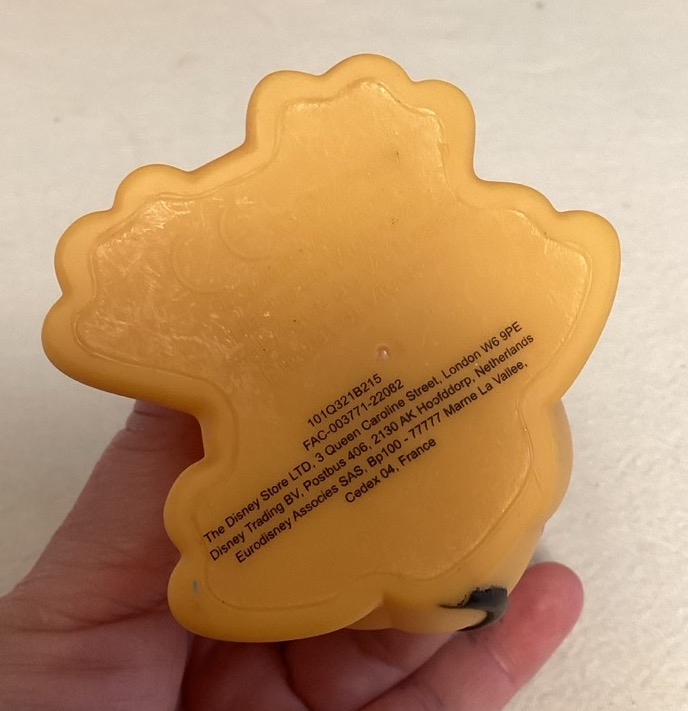 101Q321B215
FAC-003771-22082
The Disney Store LTD, 3 Queen Caroline Street, London W6 9PE
Disney Trading BV, Postbus 406, 2130 AK Hoofddorp, Netherlands
Eurodisney Associes SAS, Bp100 - 77777 Marne La Vallee,
Cedex 04, France